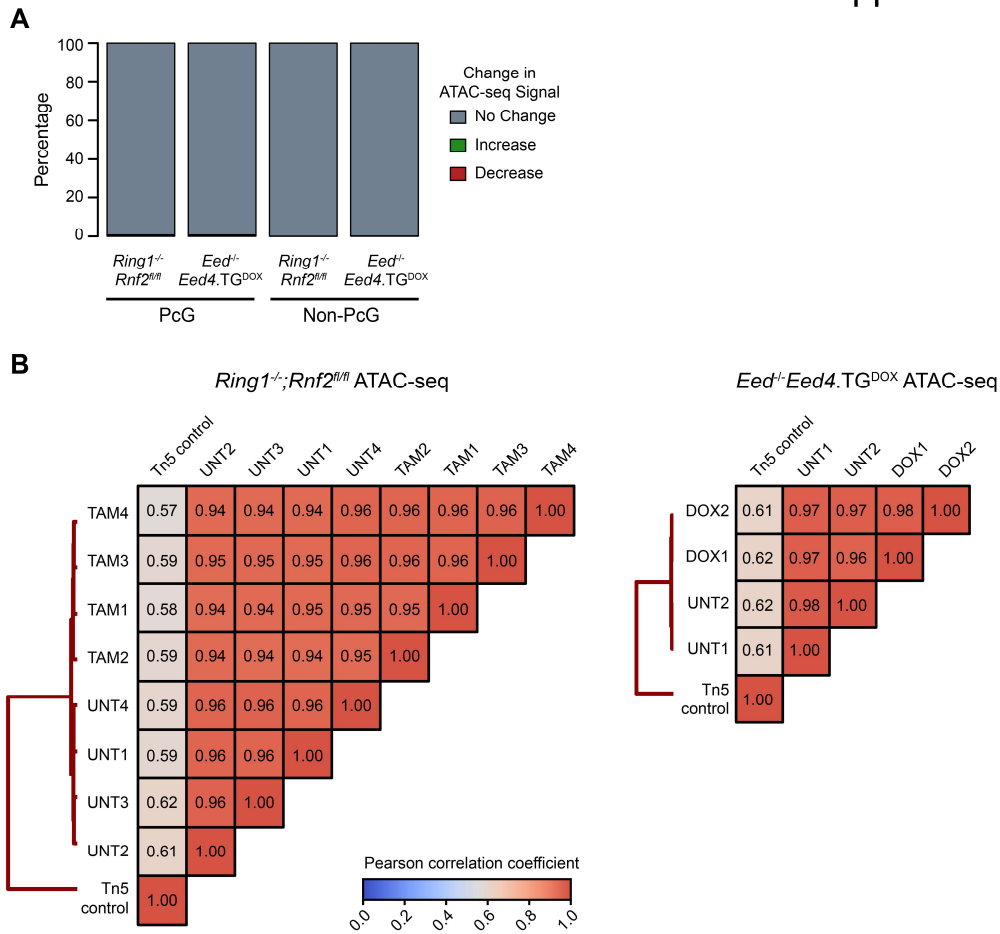 A
100
80
60
40
20
0
Percentage
Change in
ATAC-seq Signal
No Change
Increase
Decrease
Ring1-/- Eed-/- Ring1-/- Eed-/-
Rnf2fl/fl Eed4.TGDOX Rnf2fl/fl Eed4.TGDOX
PcG Non-PcG
B
Ring1-/-;Rnf2fl/fl ATAC-seq
Tn5 control UNT2 UNT3 UNT1 UNT4 TAM2 TAM1 TAM3 TAM4
TAM4 0.57 0.94 0.94 0.94 0.96 0.96 0.96 0.96 1.00
TAM3 0.59 0.95 0.95 0.95 0.96 0.96 0.96 1.00
TAM1 0.58 0.94 0.94 0.95 0.95 0.95 1.00
TAM2 0.59 0.94 0.94 0.94 0.95 1.00
UNT4 0.59 0.96 0.96 0.96 1.00
UNT1 0.59 0.96 0.96 1.00
UNT3 0.62 0.96 1.00
UNT2 0.61 1.00
Tn5
control 1.00
Eed-/-Eed4.TGDOX ATAC-seq
Tn5 control UNT1 UNT2 DOX1 DOX2
DOX2 0.61 0.97 0.97 0.98 1.00
DOX1 0.62 0.97 0.96 1.00
UNT2 0.62 0.98 1.00
UNT1 0.61 1.00
Tn5
control 1.00
Pearson correlation coefficient
0.0 0.2 0.4 0.6 0.8 1.0